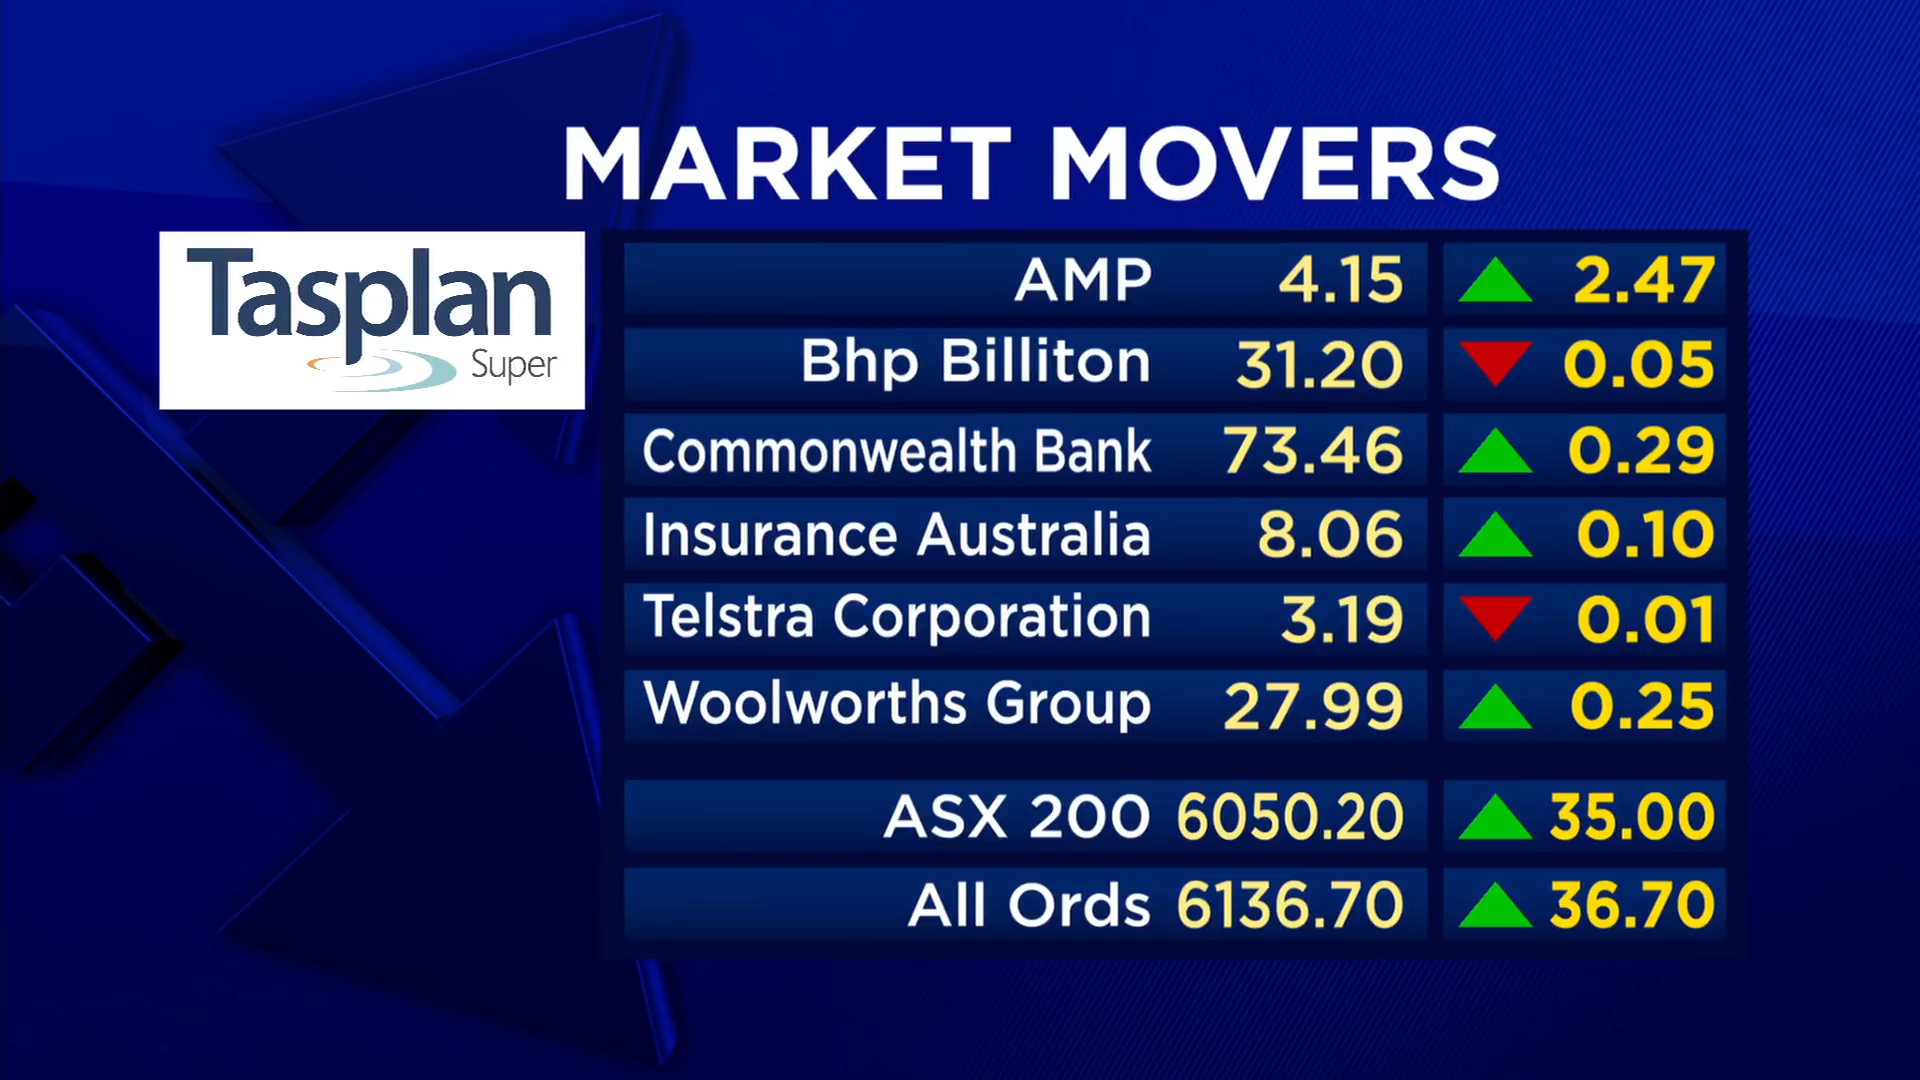 MARKET MOVERS
Tasplan
Super
AMP 4.15 2.47
Bhp Billiton 31.20 0.05
Commonwealth Bank 73.46 0.29
Insurance Australia 8.06 0.10
Telstra Corporation 3.19 0.01
Woolworths Group 27.99 0.25
ASX 200 6050.20 35.00
All Ords 6136.70 36.70